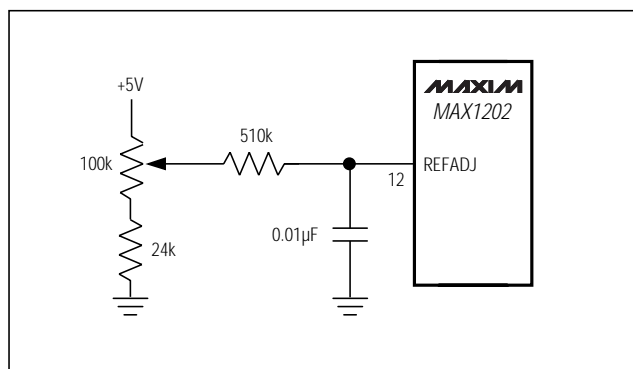 +5V
100k
24k
510k
0.01µF
12
REFADJ
MAXIM
MAX1202